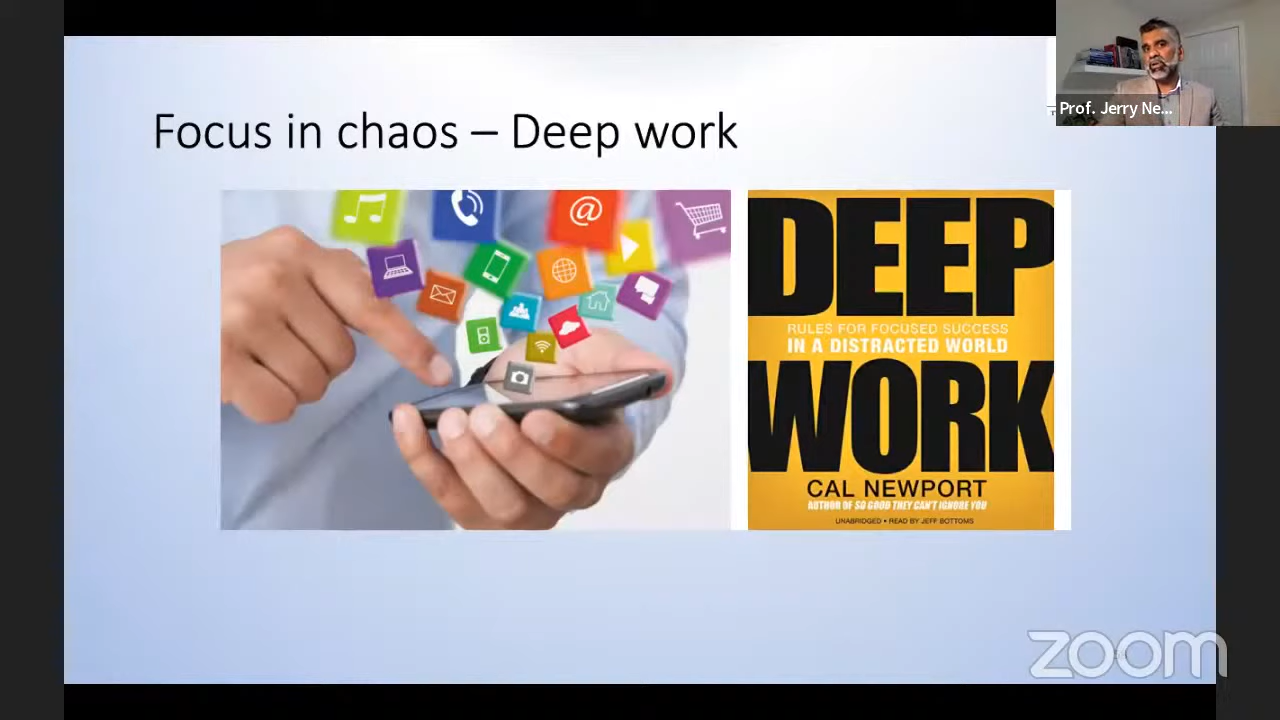 Focus in chaos – Deep work
Prof. Jerry Ne...
@
DEEP
RULES FOR FOCUSED SUCCESS
IN A DISTRACTED WORLD
WORK
CAL NEWPORT
AUTHOR OF SO GOOD THEY CAN'T IGNORE YOU
UNABRIDGED • READ BY JEFF BOTTOMS
zoom